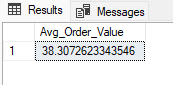 Results Messages
Avg_Order_Value
1 38.3072623343546